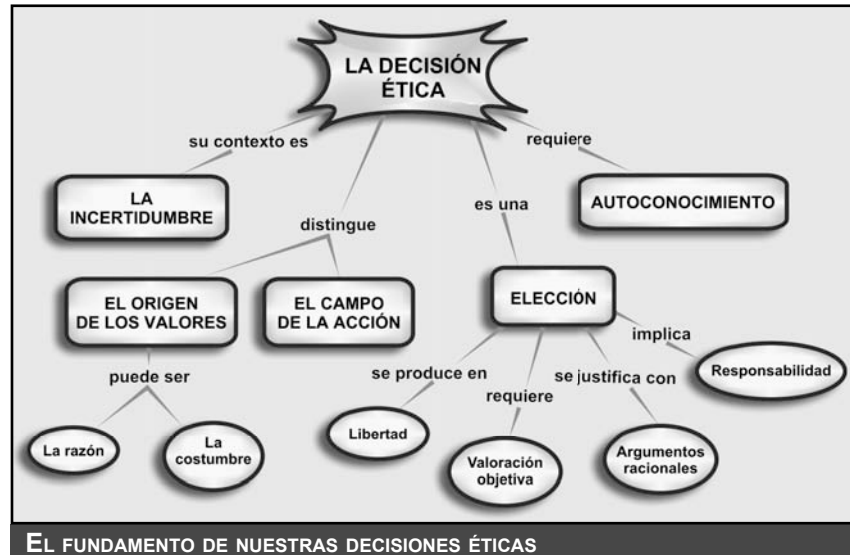 LA DECISIÓN
ÉTICA
su contexto es
requiere
LA
INCERTIDUMBRE
AUTOCONOCIMIENTO
es una
distingue
EL ORIGEN
DE LOS VALORES
EL CAMPO
DE LA ACCIÓN
ELECCIÓN
implica
puede ser
se produce en
se justifica con
Responsabilidad
requiere
La razón
La
costumbre
Libertad
Valoración
objetiva
Argumentos
racionales
EL FUNDAMENTO DE NUESTRAS DECISIONES ÉTICAS